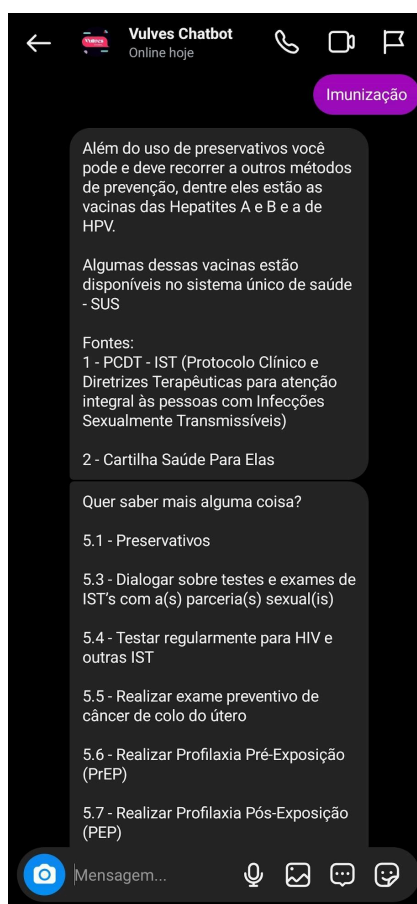 Vulves Chatbot
Online hoje
Imunização
Além do uso de preservativos você
pode e deve recorrer a outros métodos
de prevenção, dentre eles estão as
vacinas das Hepatites A e B e a de
HPV.
Algumas dessas vacinas estão
disponíveis no sistema único de saúde
- SUS
Fontes:
1 - PCDT - IST (Protocolo Clínico e
Diretrizes Terapêuticas para atenção
integral às pessoas com Infecções
Sexualmente Transmissíveis)
2 - Cartilha Saúde Para Elas
Quer saber mais alguma coisa?
5.1 - Preservativos
5.3 - Dialogar sobre testes e exames de
IST's com a(s) parceria(s) sexual(is)
5.4 - Testar regularmente para HIV e
outras IST
5.5 - Realizar exame preventivo de
câncer de colo do útero
5.6 - Realizar Profilaxia Pré-Exposição
(PrEP)
5.7 - Realizar Profilaxia Pós-Exposição
(PEP)
Mensagem...